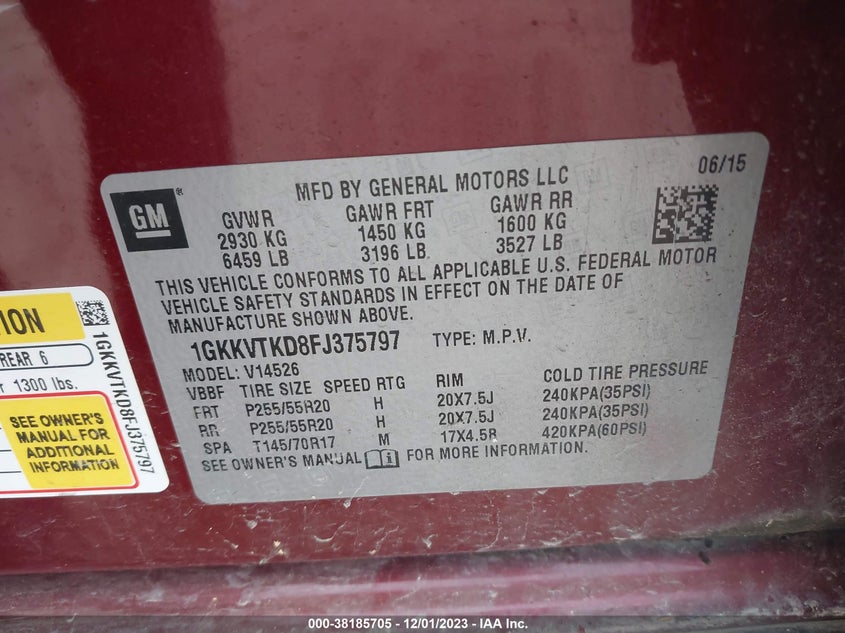 06/15
GM®
MFD BY GENERAL MOTORS LLC
GVWR GAWR FRT GAWR RR
2930 KG 1450 KG 1600 KG
6459 LB 3196 LB 3527 LB
THIS VEHICLE CONFORMS TO ALL APPLICABLE U.S. FEDERAL MOTOR
VEHICLE SAFETY STANDARDS IN EFFECT ON THE DATE OF
MANUFACTURE SHOWN ABOVE.
1GKKVTKD8FJ375797 TYPE: M.P.V.
MODEL: V14526
VBBF TIRE SIZE SPEED RTG RIM COLD TIRE PRESSURE
FRT P255/55R20 H 20X7.5J 240KPA(35PSI)
RR P255/55R20 H 20X7.5J 240KPA(35PSI)
SPA T145/70R17 M 17X4.5R 420KPA(60PSI)
SEE OWNER'S MANUAL i FOR MORE INFORMATION.
REAR 6
1300 lbs.
SEE OWNER'S
MANUAL FOR
ADDITIONAL
INFORMATION
1GKKVTKD8FJ375797
000-38185705 - 12/01/2023 - IAA Inc.